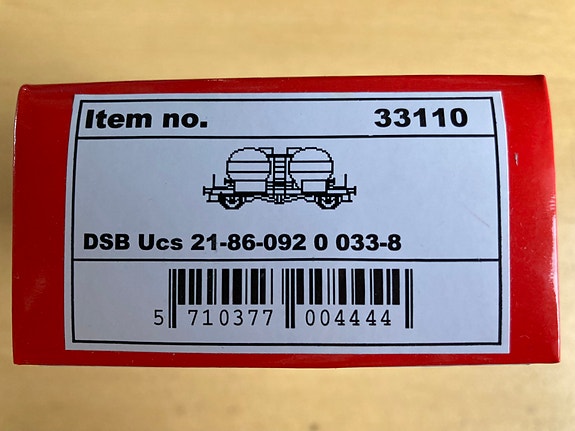 Item no. 33110
DSB Ucs 21-86-092 0 033-8
5 710377 004444